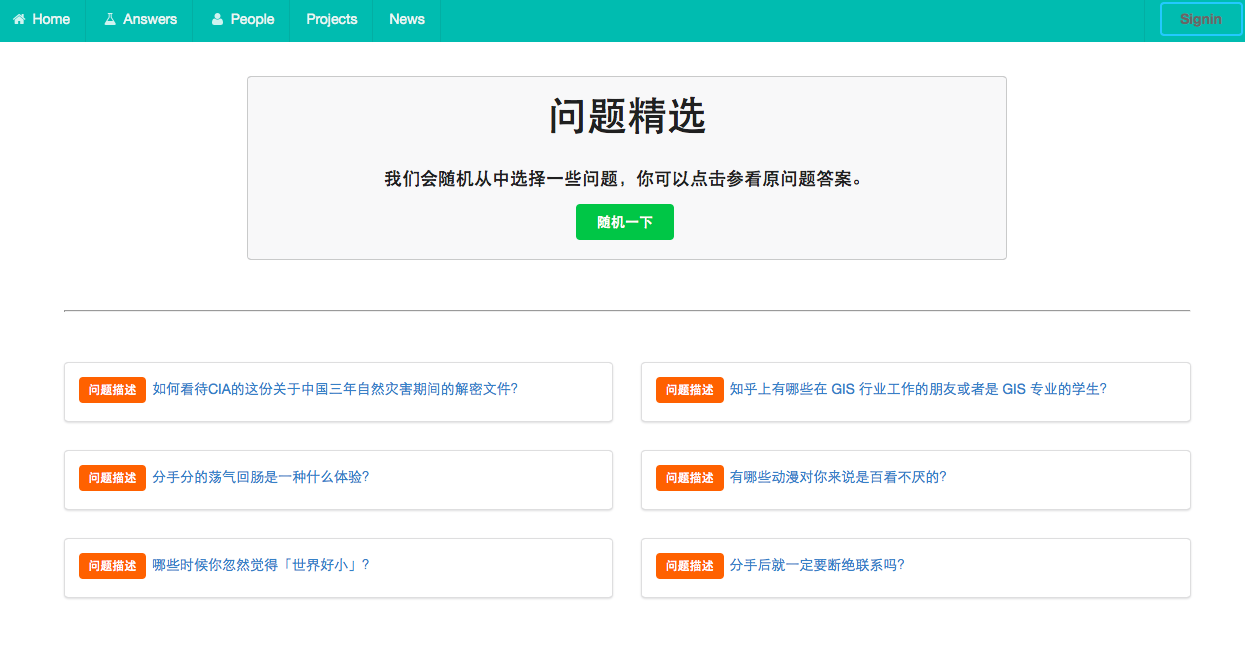 Home Answers People Projects News Signin
问题精选
我们会随机从中选择一些问题，你可以点击参看原问题答案。
随机一下
问题描述 如何看待CIA的这份关于中国三年自然灾害期间的解密文件?
问题描述 知乎上有哪些在 GIS 行业工作的朋友或者是 GIS 专业的学生?
问题描述 分手分的荡气回肠是一种什么体验?
问题描述 有哪些动漫对你来说是百看不厌的?
问题描述 哪些时候你忽然觉得「世界好小」?
问题描述 分手后就一定要断绝联系吗?